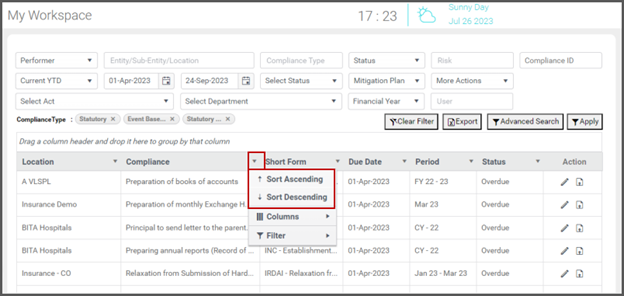 My Workspace
17 : 23
Sunny Day
Jul 26 2023
Performer Entity/Sub-Entity/Location Compliance Type Status Risk Compliance ID
Current YTD 01-Apr-2023 24-Sep-2023 Select Status Mitigation Plan More Actions
Select Act Select Department Financial Year User
ComplianceType : Statutory × Event Base... × Statutory ... × Clear Filter Export Advanced Search Apply
Drag a column header and drop it here to group by that column
Location Compliance Short Form Due Date Period Status Action
A VLSPL Preparation of books of accounts 01-Apr-2023 FY 22 - 23 Overdue
Insurance Demo Preparation of monthly Exchange H... 01-Apr-2023 Mar 23 Overdue
BITA Hospitals Principal to send letter to the parent. 01-Apr-2023 CY - 22 Overdue
BITA Hospitals Preparing annual reports (Record of ... INC - Establishment... 01-Apr-2023 CY - 22 Overdue
Insurance - CO Relaxation from Submission of Hard... IRDAI - Relaxation fr... 01-Apr-2023 Jan 23 - Mar 23 Overdue
Sort Ascending
Sort Descending
Columns
Filter